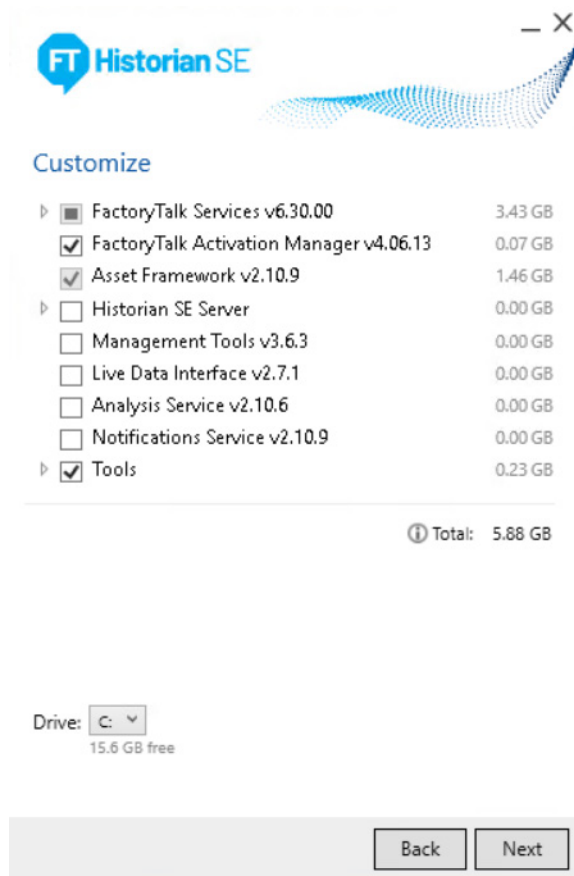 FT Historian SE
Customize
FactoryTalk Services v6.30.00 3.43 GB
FactoryTalk Activation Manager v4.06.13 0.07 GB
Asset Framework v2.10.9 1.46 GB
Historian SE Server 0.00 GB
Management Tools v3.6.3 0.00 GB
Live Data Interface v2.7.1 0.00 GB
Analysis Service v2.10.6 0.00 GB
Notifications Service v2.10.9 0.00 GB
Tools 0.23 GB
Total: 5.88 GB
Drive: C:
15.6 GB free
Back Next